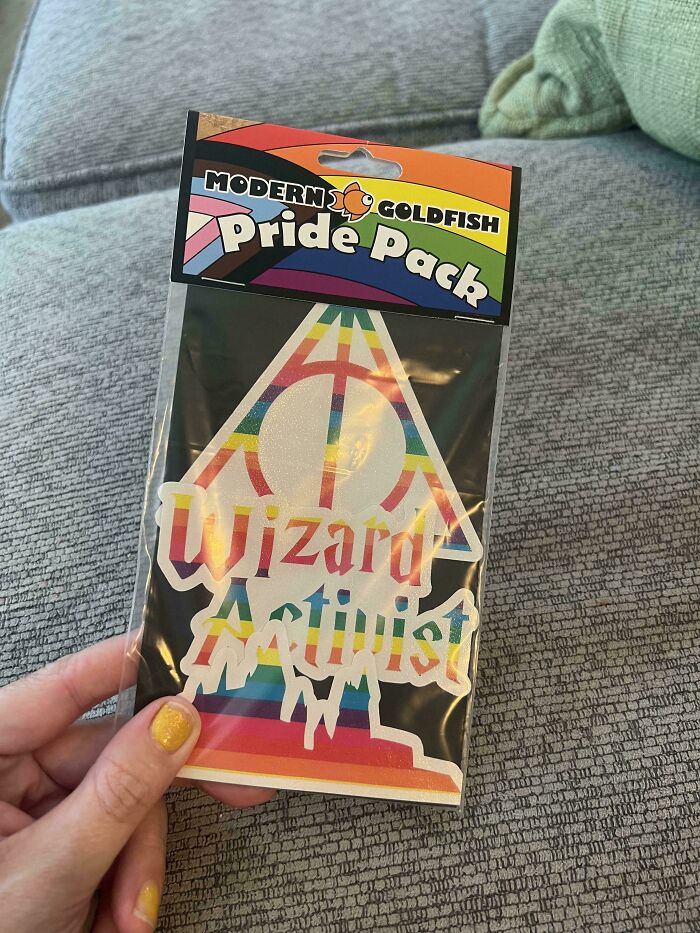 MODERN GOLDFISH
Pride Pack
Wizard
Activist